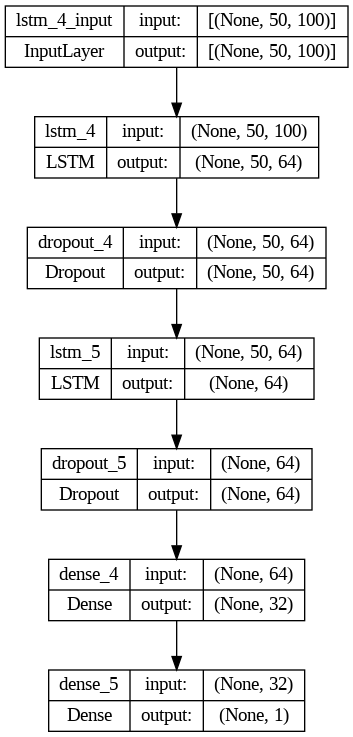 lstm_4_input input: [(None, 50, 100)]
InputLayer output: [(None, 50, 100)]
lstm_4 input: (None, 50, 100)
LSTM output: (None, 50, 64)
dropout_4 input: (None, 50, 64)
Dropout output: (None, 50, 64)
lstm_5 input: (None, 50, 64)
LSTM output: (None, 64)
dropout_5 input: (None, 64)
Dropout output: (None, 64)
dense_4 input: (None, 64)
Dense output: (None, 32)
dense_5 input: (None, 32)
Dense output: (None, 1)